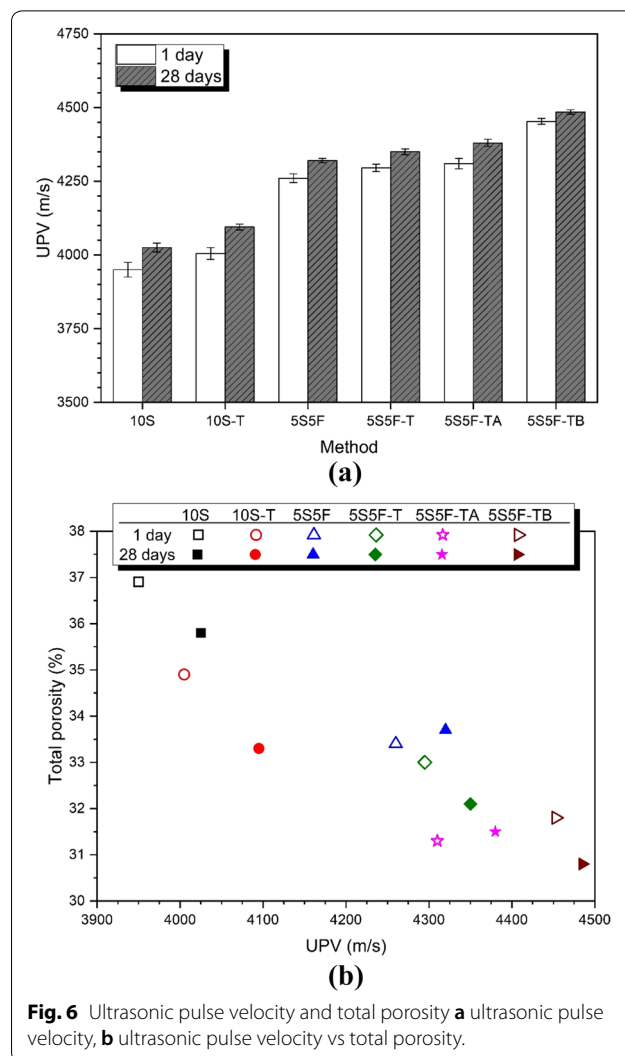 4750
4500
4250
4000
3750
3500
UPV (m/s)
1 day
28 days
10S 10S-T 5S5F 5S5F-T 5S5F-TA 5S5F-TB
Method
(a)
10S 10S-T 5S5F 5S5F-T 5S5F-TA 5S5F-TB
1 day
28 days
38
37
36
35
34
33
32
31
30
Total porosity (%)
3900 4000 4100 4200 4300 4400 4500
UPV (m/s)
(b)
Fig. 6 Ultrasonic pulse velocity and total porosity a ultrasonic pulse
velocity, b ultrasonic pulse velocity vs total porosity.